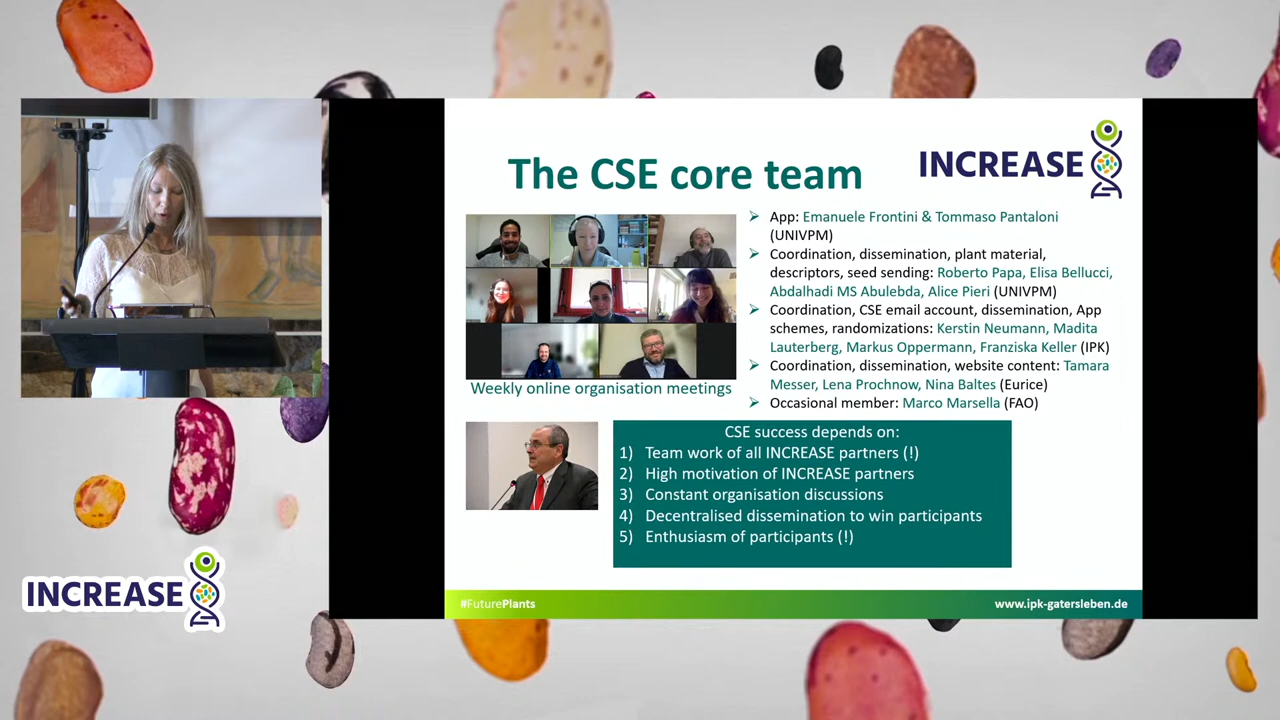 The CSE core team
INCREASE
App: Emanuele Frontini & Tommaso Pantaloni
(UNIVPM)
Coordination, dissemination, plant material,
descriptors, seed sending: Roberto Papa, Elisa Bellucci,
Abdalhadi MS Abulebda, Alice Pieri (UNIVPM)
Coordination, CSE email account, dissemination, App
schemes, randomizations: Kerstin Neumann, Madita
Lauterberg, Markus Oppermann, Franziska Keller (IPK)
Coordination, dissemination, website content: Tamara
Messer, Lena Prochnow, Nina Baltes (Eurice)
Occasional member: Marco Marsella (FAO)
Weekly online organisation meetings
CSE success depends on:
1) Team work of all INCREASE partners (!)
2) High motivation of INCREASE partners
3) Constant organisation discussions
4) Decentralised dissemination to win participants
5) Enthusiasm of participants (!)
#FuturePlants
www.ipk-gatersleben.de
INCREASE